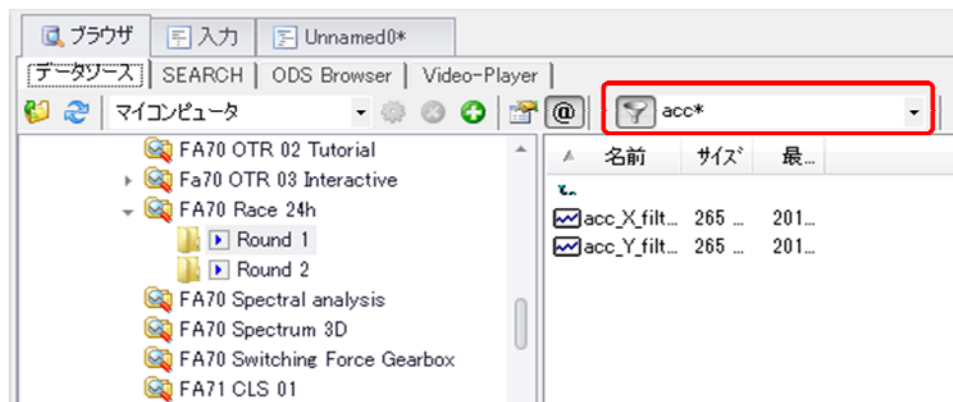 ブラウザ 入力 Unnamed0*
データソース SEARCH ODS Browser Video-Player
マイコンピュータ @ acc*
FA70 OTR 02 Tutorial
Fa70 OTR 03 Interactive
FA70 Race 24h
Round 1
Round 2
FA70 Spectral analysis
FA70 Spectrum 3D
FA70 Switching Force Gearbox
FA71 CLS 01
名前 サイズ 最...
acc_X_filt... 265 ... 201...
acc_Y_filt... 265 ... 201...